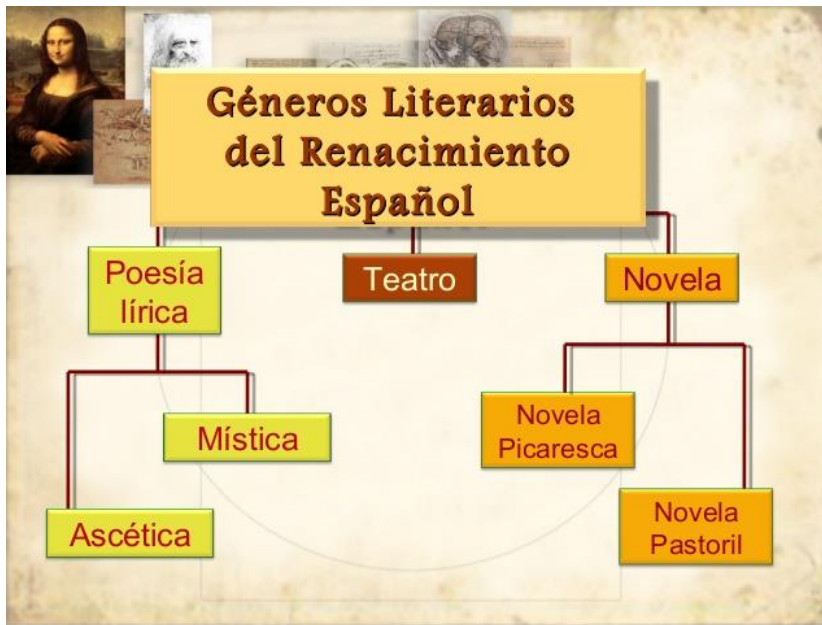 Géneros Literarios
del Renacimiento
Español
Poesía
lírica
Teatro
Novela
Mística
Ascética
Novela
Picaresca
Novela
Pastoril